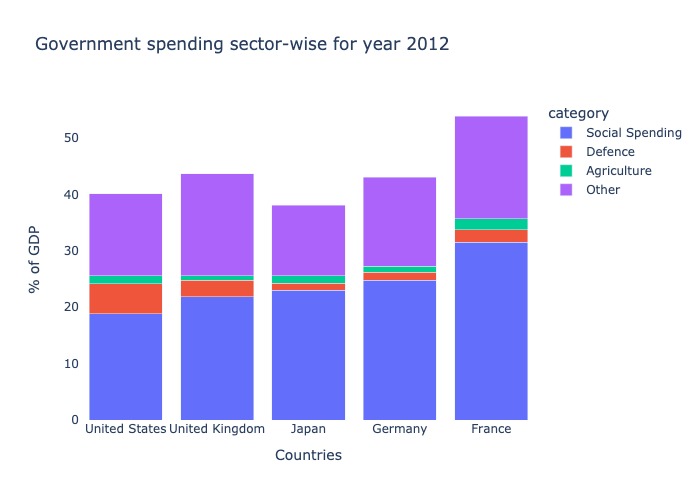 Government spending sector-wise for year 2012
category
Social Spending
Defence
Agriculture
Other
% of GDP
50
40
30
20
10
0
United States United Kingdom Japan Germany France
Countries